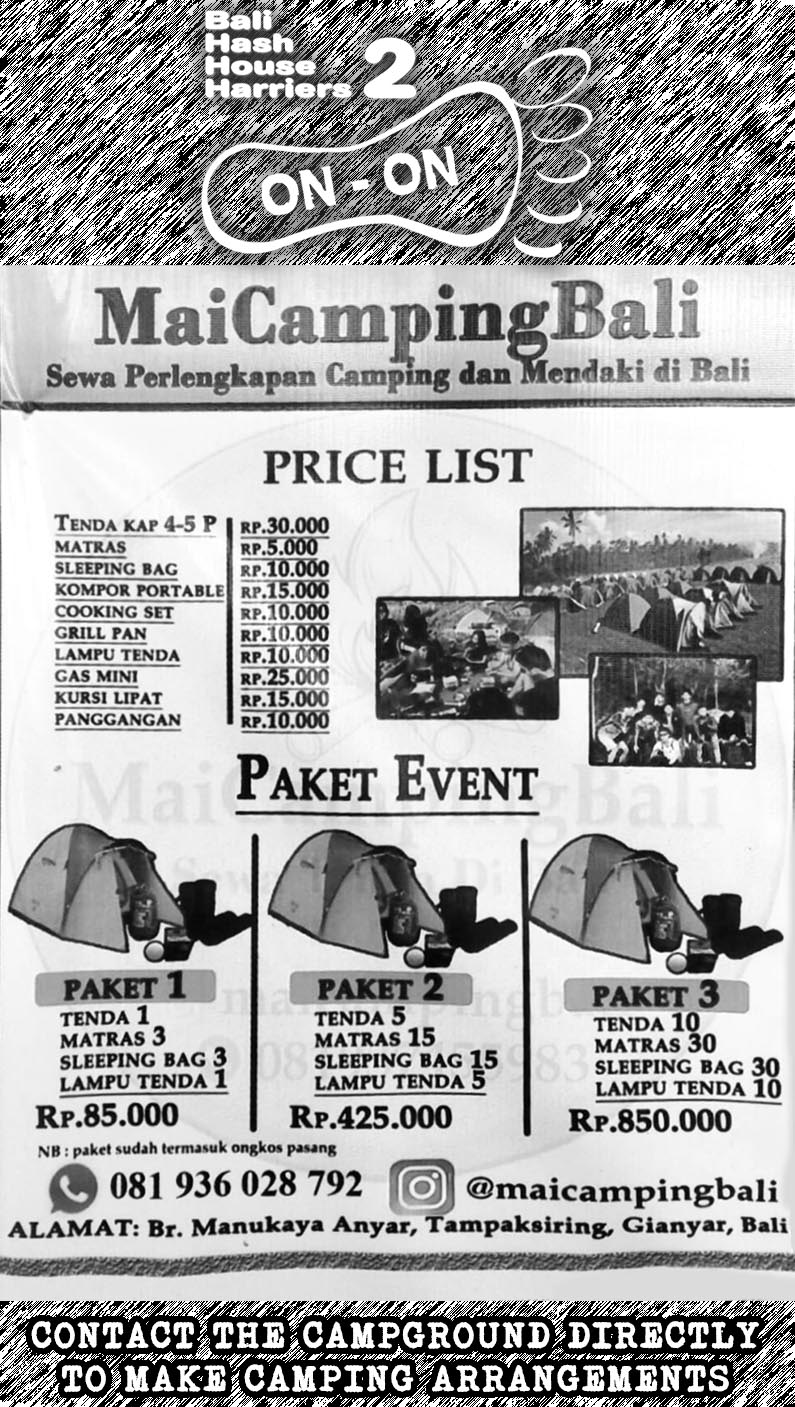 Bali
Hash
House
Harriers 2
ON - ON
MaiCampingBali
Sewa Perlengkapan Camping dan Mendaki di Bali
PRICE LIST
TENDA KAP 4-5 P RP.30.000
MATRAS RP.5.000
SLEEPING BAG RP.10.000
KOMPOR PORTABLE RP.15.000
COOKING SET RP.10.000
GRILL PAN RP.10.000
LAMPU TENDA RP.10.000
GAS MINI RP.25.000
KURSI LIPAT RP.15.000
PANGGANGAN RP.10.000
PAKET EVENT
MaiCampingBali
PAKET 1
TENDA 1
MATRAS 3
SLEEPING BAG 3
LAMPU TENDA 1
RP.85.000
PAKET 2
TENDA 5
MATRAS 15
SLEEPING BAG 15
LAMPU TENDA 5
RP.425.000
PAKET 3
TENDA 10
MATRAS 30
SLEEPING BAG 30
LAMPU TENDA 10
RP.850.000
NB : paket sudah termasuk ongkos pasang
081 936 028 792 @maicampingbali
ALAMAT: Br. Manukaya Anyar, Tampaksiring, Gianyar, Bali
CONTACT THE CAMPGROUND DIRECTLY
TO MAKE CAMPING ARRANGEMENTS